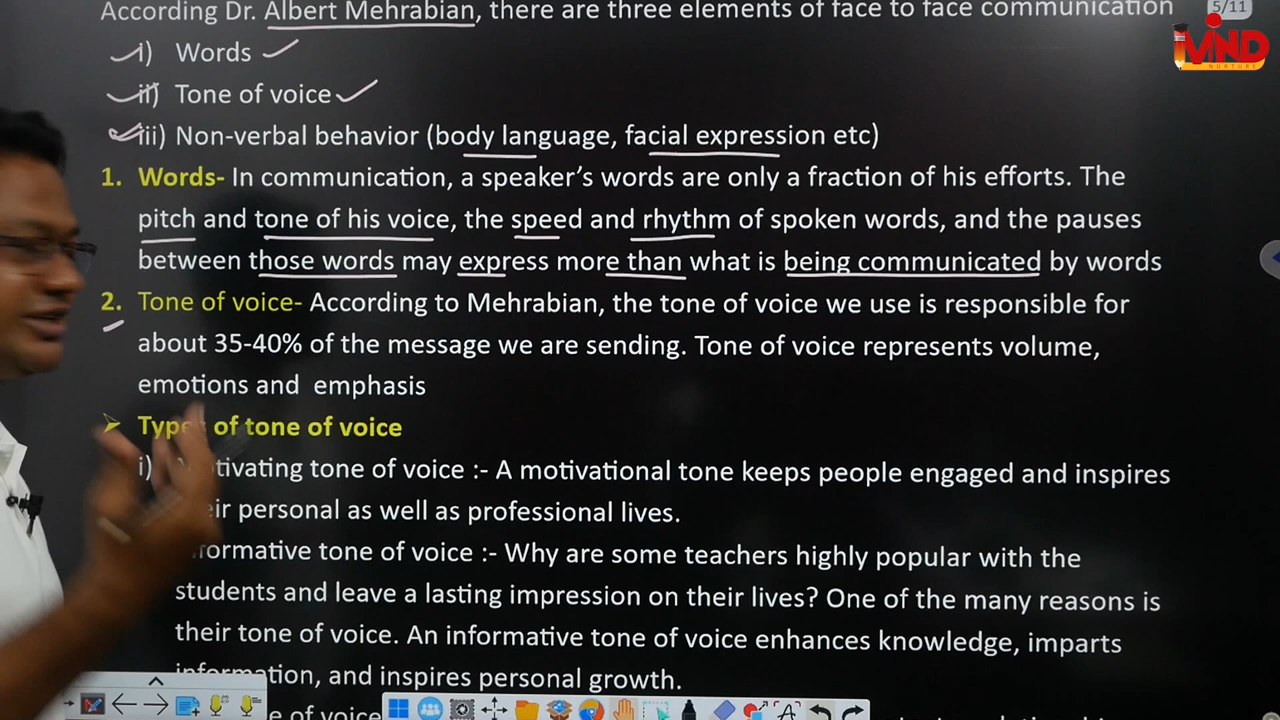 According Dr. Albert Mehrabian, there are three elements of face to face communication
5/11
MIND
NURTURE
i) Words
ii) Tone of voice
iii) Non-verbal behavior (body language, facial expression etc)
1. Words- In communication, a speaker's words are only a fraction of his efforts. The
pitch and tone of his voice, the speed and rhythm of spoken words, and the pauses
between those words may express more than what is being communicated by words
2. Tone of voice- According to Mehrabian, the tone of voice we use is responsible for
about 35-40% of the message we are sending. Tone of voice represents volume,
emotions and emphasis
Types of tone of voice
i) tivating tone of voice :- A motivational tone keeps people engaged and inspires
eir personal as well as professional lives.
formative tone of voice :- Why are some teachers highly popular with the
students and leave a lasting impression on their lives? One of the many reasons is
their tone of voice. An informative tone of voice enhances knowledge, imparts
information, and inspires personal growth.
e of voice